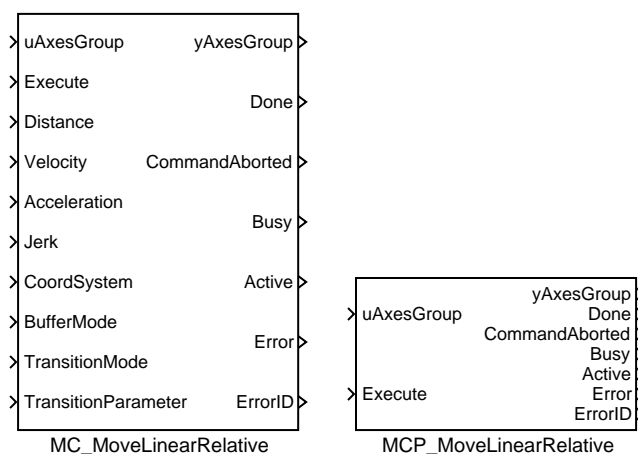 uAxesGroup
Execute
Distance
Velocity
Acceleration
Jerk
CoordSystem
BufferMode
TransitionMode
TransitionParameter
yAxesGroup
Done
CommandAborted
Busy
Active
Error
ErrorID
MC_MoveLinearRelative
uAxesGroup
Execute
yAxesGroup
Done
CommandAborted
Busy
Active
Error
ErrorID
MCP_MoveLinearRelative